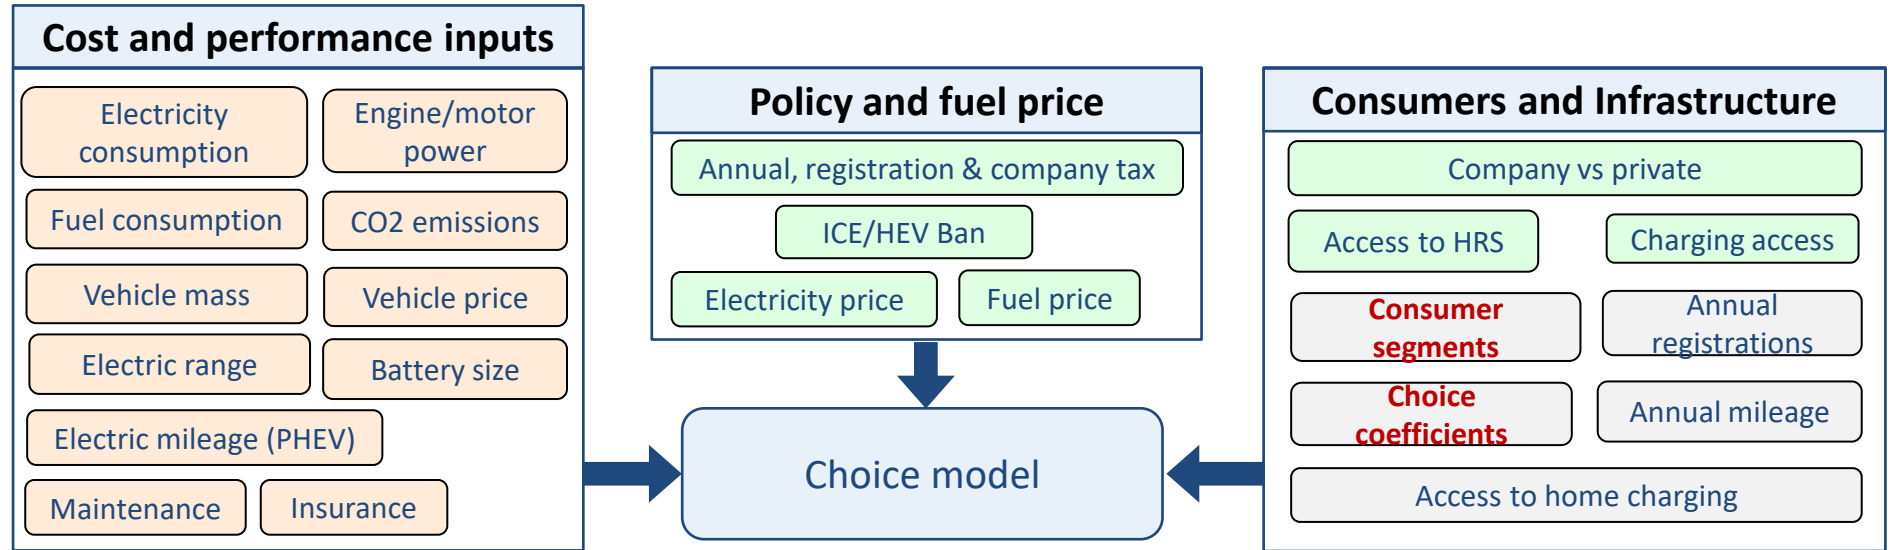 Cost and performance inputs
Electricity
consumption
Engine/motor
power
Fuel consumption
CO2 emissions
Vehicle mass
Vehicle price
Electric range
Battery size
Electric mileage (PHEV)
Maintenance
Insurance
Policy and fuel price
Annual, registration & company tax
ICE/HEV Ban
Electricity price
Fuel price
Choice model
Consumers and Infrastructure
Company vs private
Access to HRS
Charging access
Consumer
segments
Annual
registrations
Choice
coefficients
Annual mileage
Access to home charging